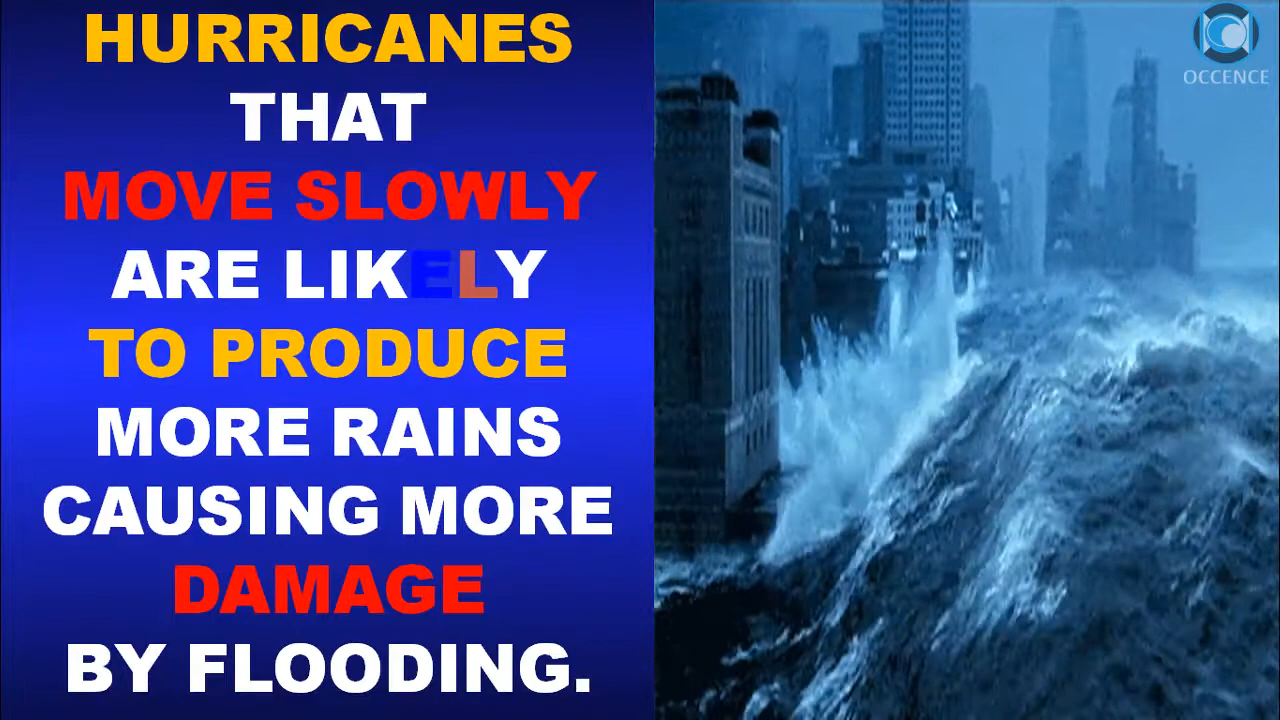 HURRICANES
THAT
MOVE SLOWLY
ARE LIKELY
TO PRODUCE
MORE RAINS
CAUSING MORE
DAMAGE
BY FLOODING.
OCCENCE